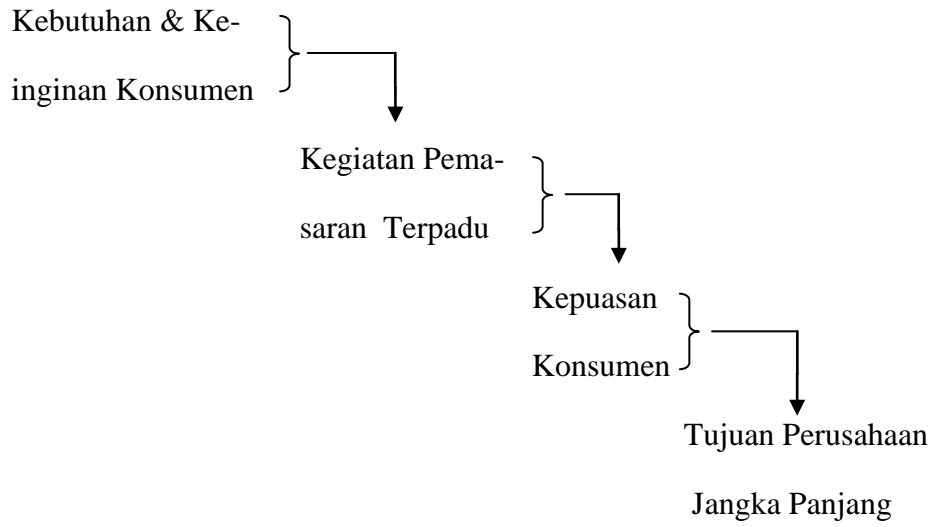 Kebutuhan & Ke-
inginan Konsumen
Kegiatan Pema-
saran Terpadu
Kepuasan
Konsumen
Tujuan Perusahaan
Jangka Panjang